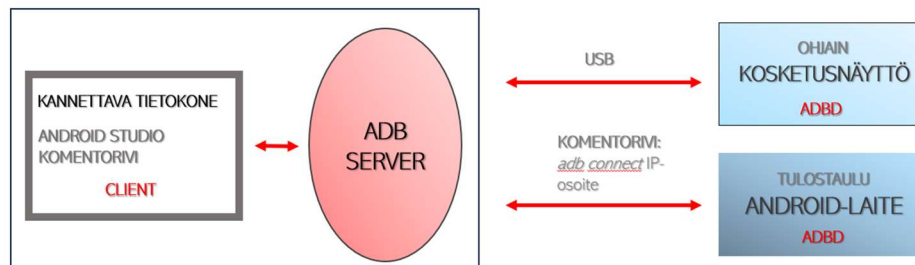 KANNETTAVA TIETOKONE
ANDROID STUDIO
KOMENTORIVI
CLIENT
ADB
SERVER
USB
KOMENTORIVI:
adb connect IP-
osoite
OHJAIN
KOSKETUSNÄYTTÖ
ADBD
TULOSTAULU
ANDROID-LAITE
ADBD